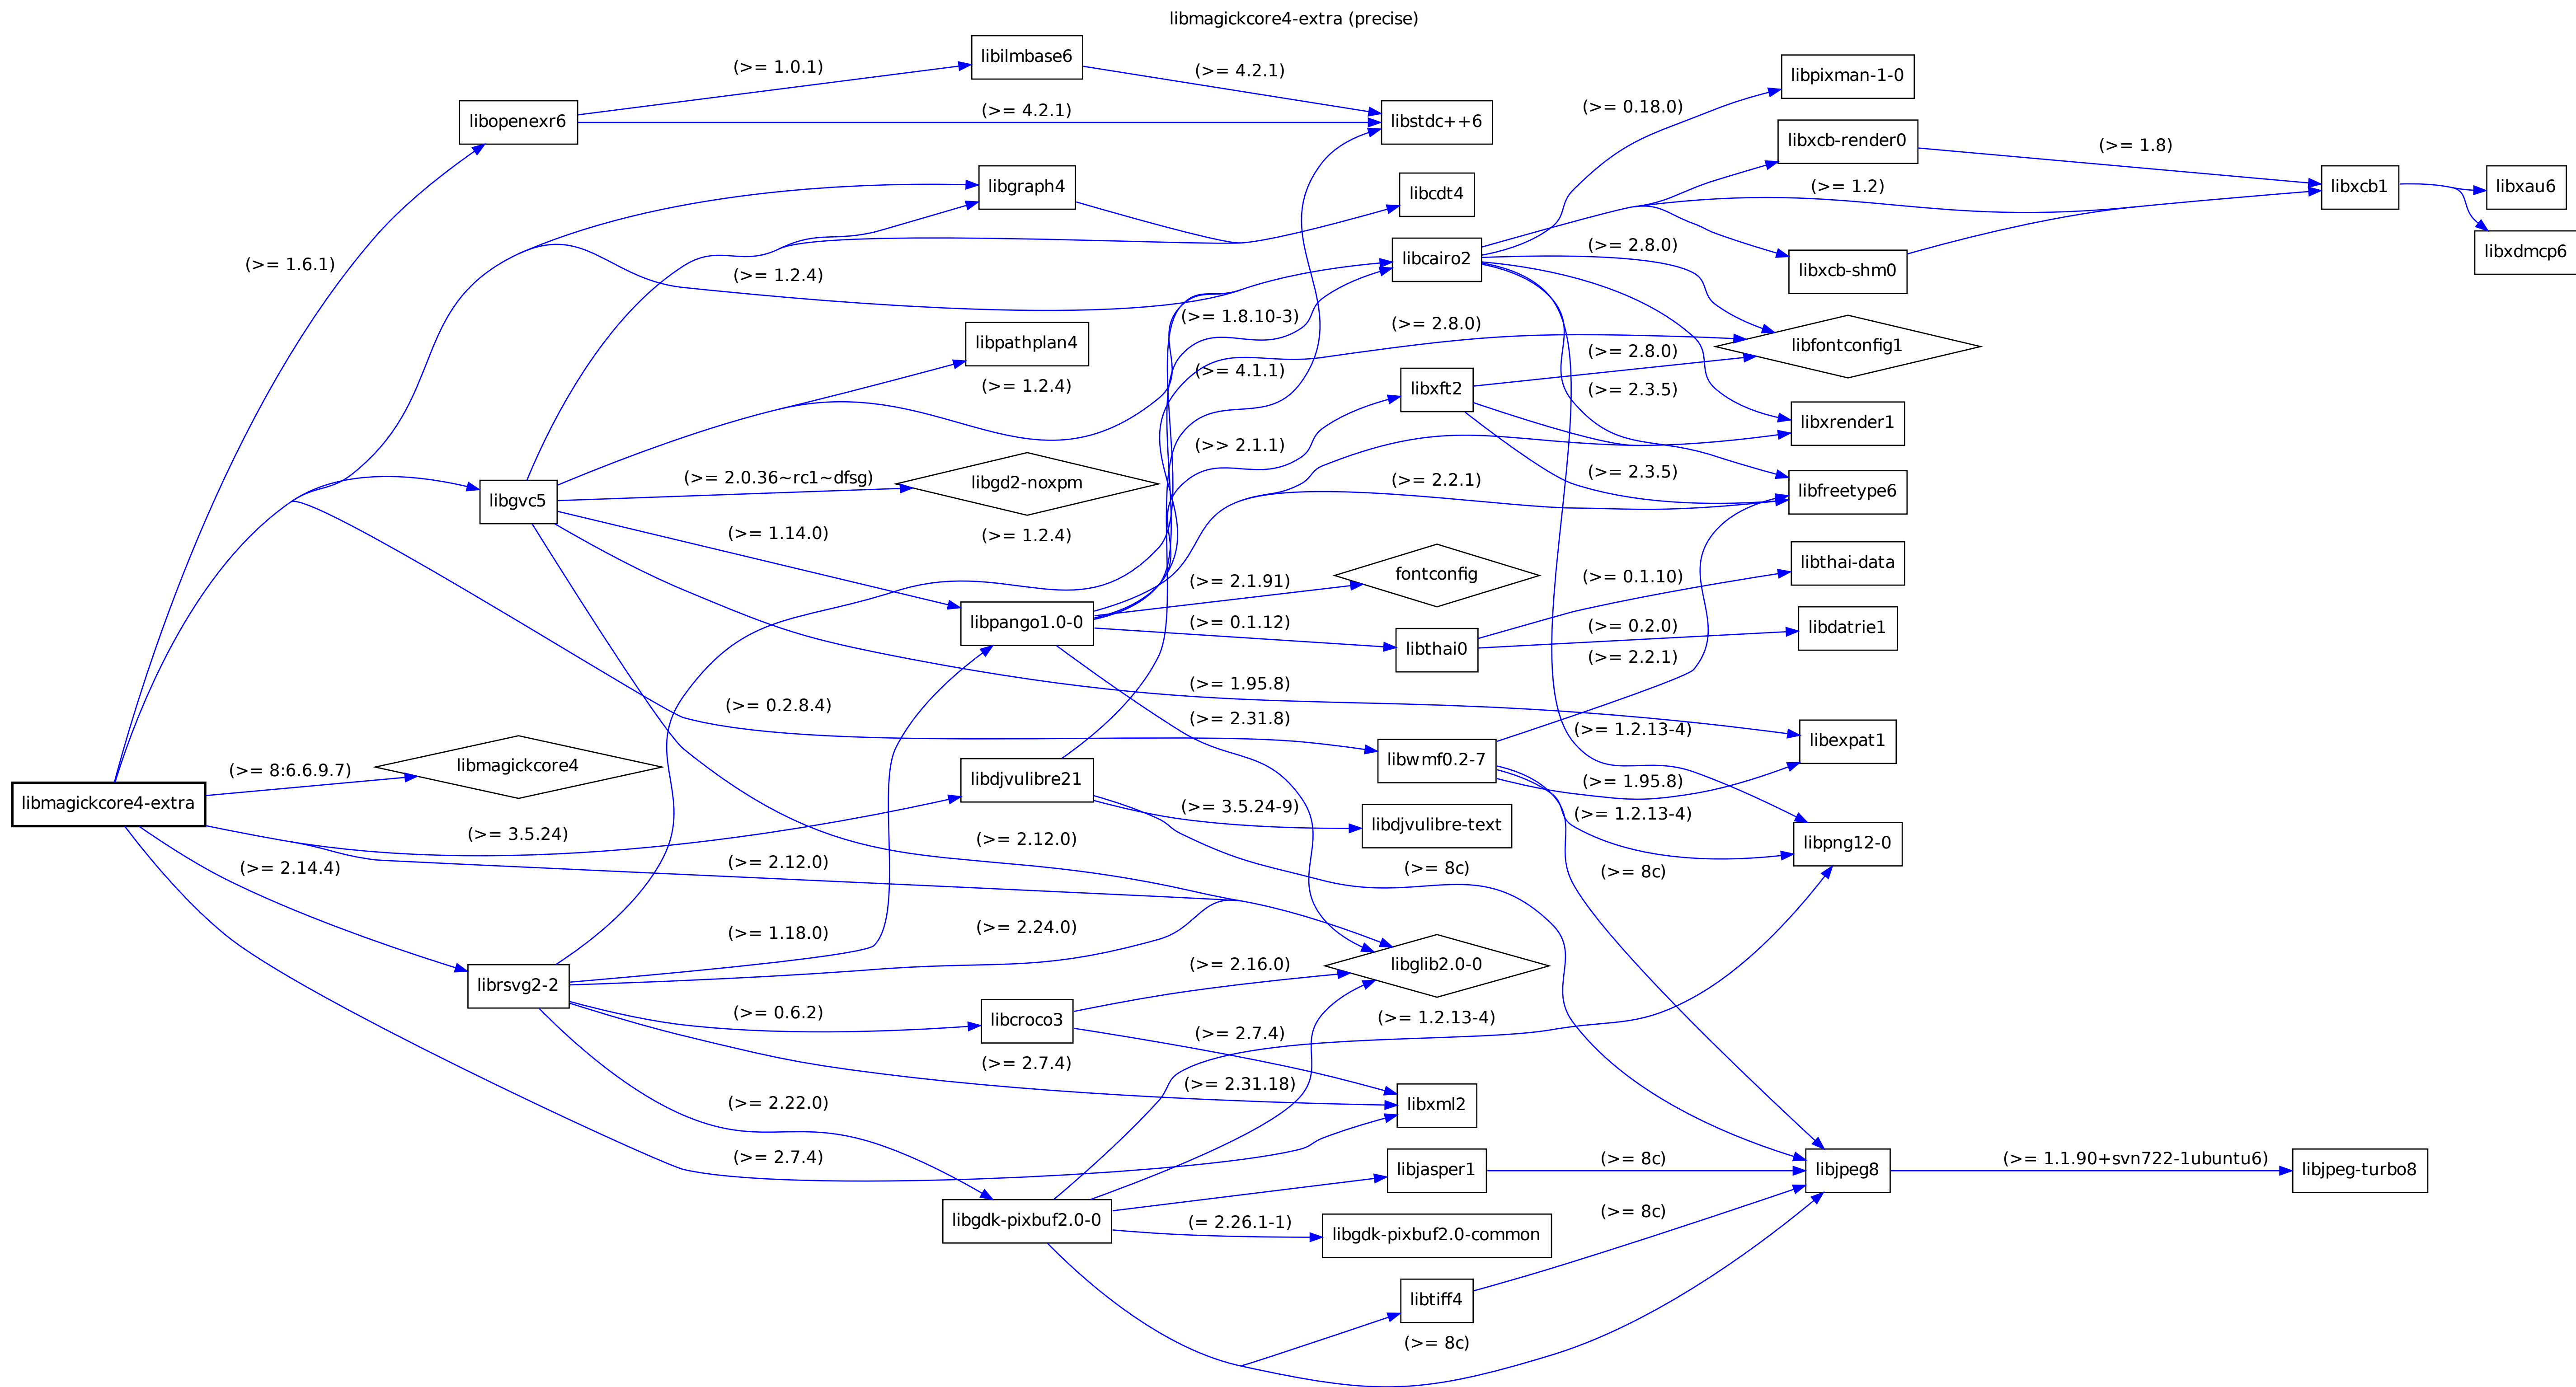 libmagickcore4-extra (precise)
libilmbase6
(>= 1.0.1)
(>= 4.2.1)
libpixman-1-0
libopenexr6
(>= 4.2.1)
libstdc++6
(>= 0.18.0)
libxcb-render0
(>= 1.8)
libgraph4
libcdt4
(>= 1.2)
libxcb1
libxau6
(>= 1.6.1)
(>= 1.2.4)
libcairo2
(>= 2.8.0)
libxcb-shm0
libxdmcp6
(>= 1.8.10-3)
(>= 2.8.0)
libpathplan4
(>= 4.1.1)
(>= 2.8.0)
libfontconfig1
(>= 1.2.4)
libxft2
(>= 2.3.5)
libxrender1
(>> 2.1.1)
(>= 2.0.36~rc1~dfsg)
libgd2-noxpm
(>= 2.2.1)
(>= 2.3.5)
libfreetype6
libgvc5
(>= 1.14.0)
(>= 1.2.4)
(>= 2.1.91)
fontconfig
(>= 0.1.10)
libthai-data
libpango1.0-0
(>= 0.1.12)
libthai0
(>= 0.2.0)
libdatrie1
(>= 2.2.1)
(>= 1.95.8)
(>= 0.2.8.4)
(>= 2.31.8)
(>= 1.2.13-4)
libexpat1
libmagickcore4
(>= 8:6.6.9.7)
libdjvulibre21
libwmf0.2-7
(>= 1.95.8)
libmagickcore4-extra
(>= 3.5.24-9)
libdjvulibre-text
(>= 1.2.13-4)
(>= 3.5.24)
(>= 2.12.0)
libpng12-0
(>= 2.14.4)
(>= 2.12.0)
(>= 8c)
(>= 8c)
(>= 1.18.0)
(>= 2.24.0)
librsvg2-2
(>= 2.16.0)
libglib2.0-0
(>= 0.6.2)
libcroco3
(>= 1.2.13-4)
(>= 2.7.4)
(>= 2.7.4)
(>= 2.31.18)
(>= 2.22.0)
libxml2
(>= 2.7.4)
libjasper1
(>= 8c)
libjpeg8
(>= 1.1.90+svn722-1ubuntu6)
libjpeg-turbo8
libgdk-pixbuf2.0-0
(= 2.26.1-1)
libgdk-pixbuf2.0-common
(>= 8c)
libtiff4
(>= 8c)